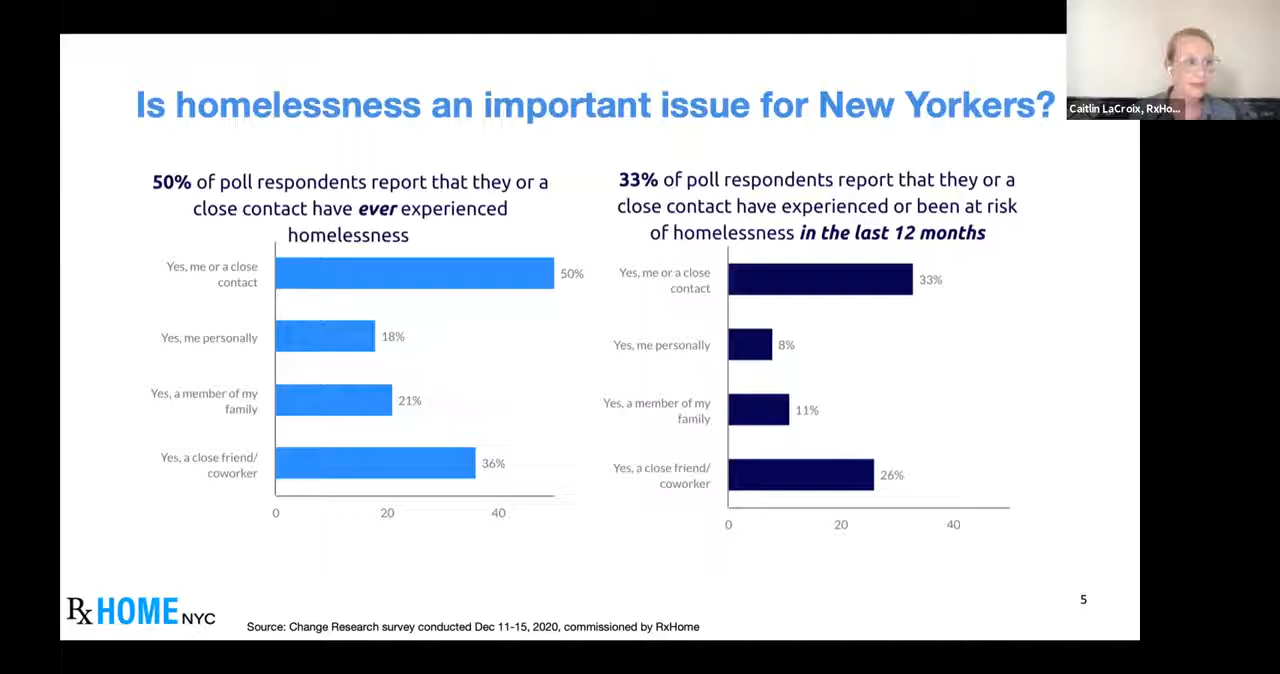 Is homelessness an important issue for New Yorkers?
Caitlin LaCroix, RxHo...
50% of poll respondents report that they or a
close contact have ever experienced
homelessness
Yes, me or a close
contact
50%
Yes, me personally
18%
Yes, a member of my
family
21%
Yes, a close friend/
coworker
36%
0 20 40
33% of poll respondents report that they or a
close contact have experienced or been at risk
of homelessness in the last 12 months
Yes, me or a close
contact
33%
Yes, me personally
8%
Yes, a member of my
family
11%
Yes, a close friend/
coworker
26%
0 20 40
5
Rx HOME NYC
Source: Change Research survey conducted Dec 11-15, 2020, commissioned by RxHome